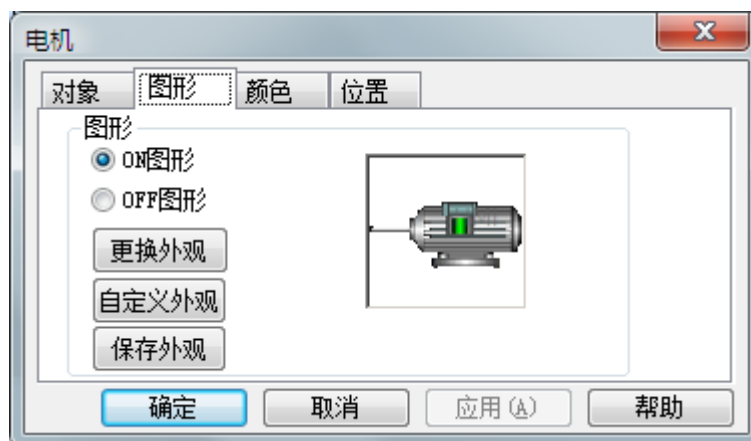 电机
对象 图形 颜色 位置
图形
ON图形
OFF图形
更换外观
自定义外观
保存外观
确定 取消 应用(A) 帮助